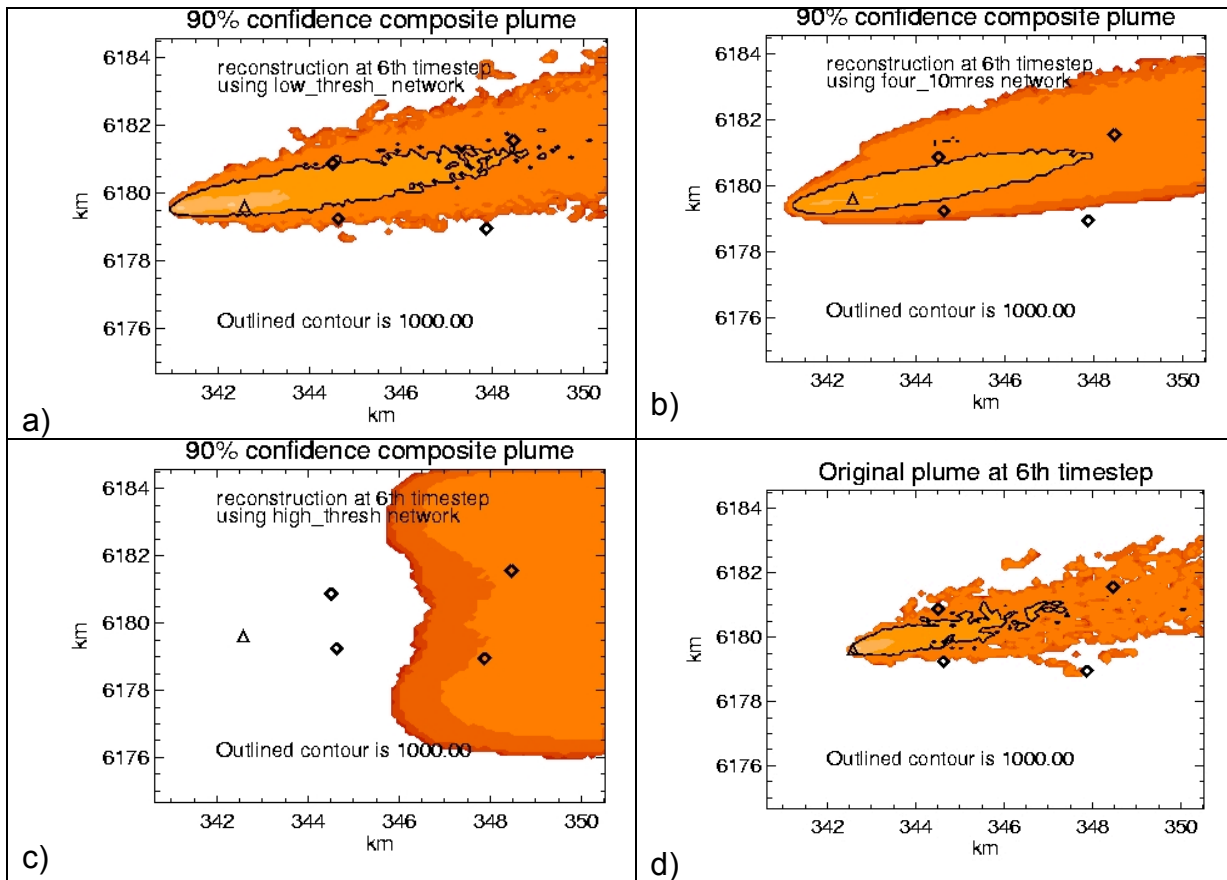 90% confidence composite plume
6184
6182
6180
6178
6176
km
reconstruction at 6th timestep
using low_thresh_ network
Outlined contour is 1000.00
342
344
346
348
350
km
a)
90% confidence composite plume
6184
6182
6180
6178
6176
km
reconstruction at 6th timestep
using four_10mres network
Outlined contour is 1000.00
342
344
346
348
350
km
b)
90% confidence composite plume
6184
6182
6180
6178
6176
km
reconstruction at 6th timestep
using high_thresh network
Outlined contour is 1000.00
342
344
346
348
350
km
c)
Original plume at 6th timestep
6184
6182
6180
6178
6176
km
Outlined contour is 1000.00
342
344
346
348
350
km
d)